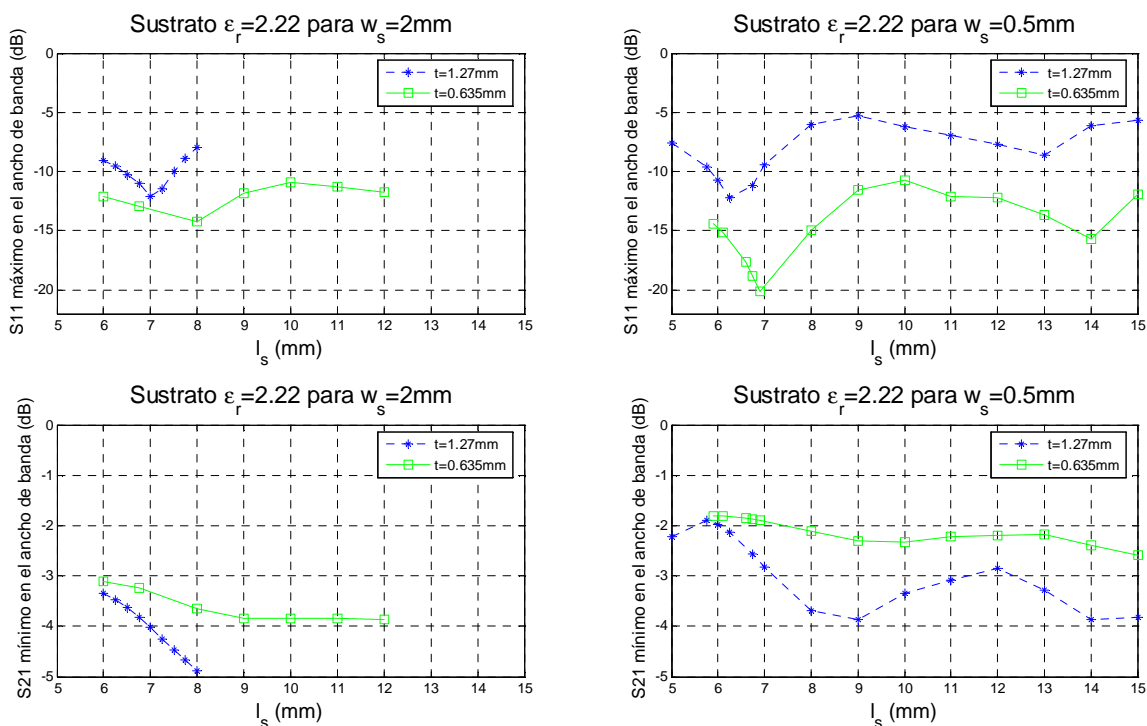 Sustrato εr=2.22 para ws=2mm
S11 máximo en el ancho de banda (dB)
0
-5
-10
-15
-20
t=1.27mm
t=0.635mm
5 6 7 8 9 10 11 12 13 14 15
ls (mm)
Sustrato εr=2.22 para ws=0.5mm
S11 máximo en el ancho de banda (dB)
0
-5
-10
-15
-20
t=1.27mm
t=0.635mm
5 6 7 8 9 10 11 12 13 14 15
ls (mm)
Sustrato εr=2.22 para ws=2mm
S21 mínimo en el ancho de banda (dB)
0
-1
-2
-3
-4
-5
t=1.27mm
t=0.635mm
5 6 7 8 9 10 11 12 13 14 15
ls (mm)
Sustrato εr=2.22 para ws=0.5mm
S21 mínimo en el ancho de banda (dB)
0
-1
-2
-3
-4
-5
t=1.27mm
t=0.635mm
5 6 7 8 9 10 11 12 13 14 15
ls (mm)